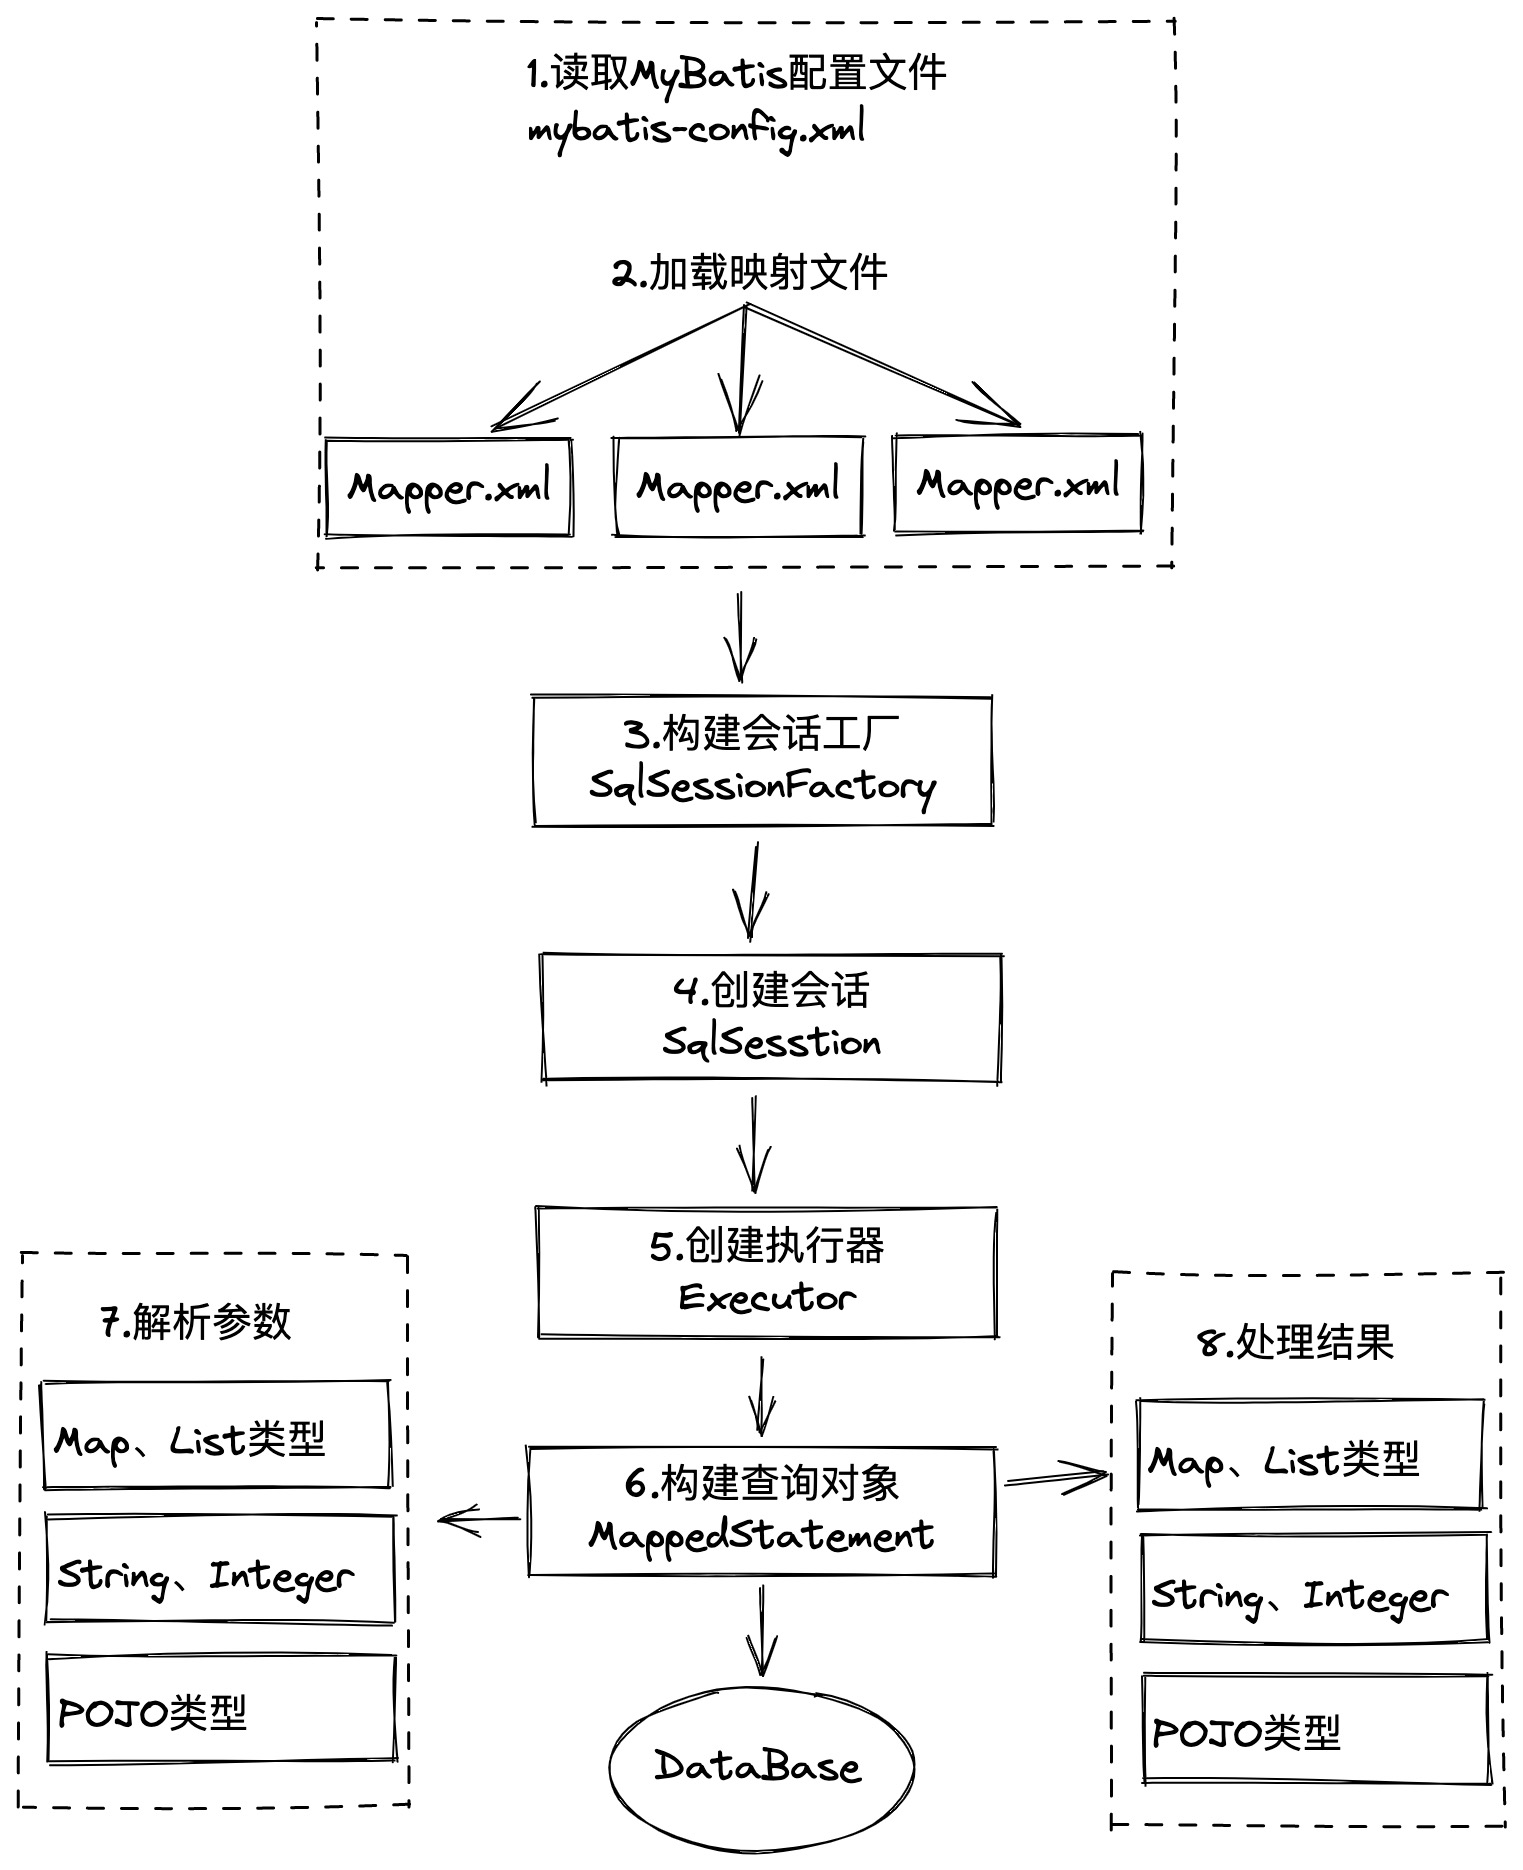 1.读取MyBatis配置文件
mybatis-config.xml
2.加载映射文件
Mapper.xml
Mapper.xml
Mapper.xml
3.构建会话工厂
SqlSessionFactory
4.创建会话
SqlSesstion
5.创建执行器
Executor
6.构建查询对象
MappedStatement
7.解析参数
Map、List类型
String、Integer
POJO类型
8.处理结果
Map、List类型
String、Integer
POJO类型
DataBase